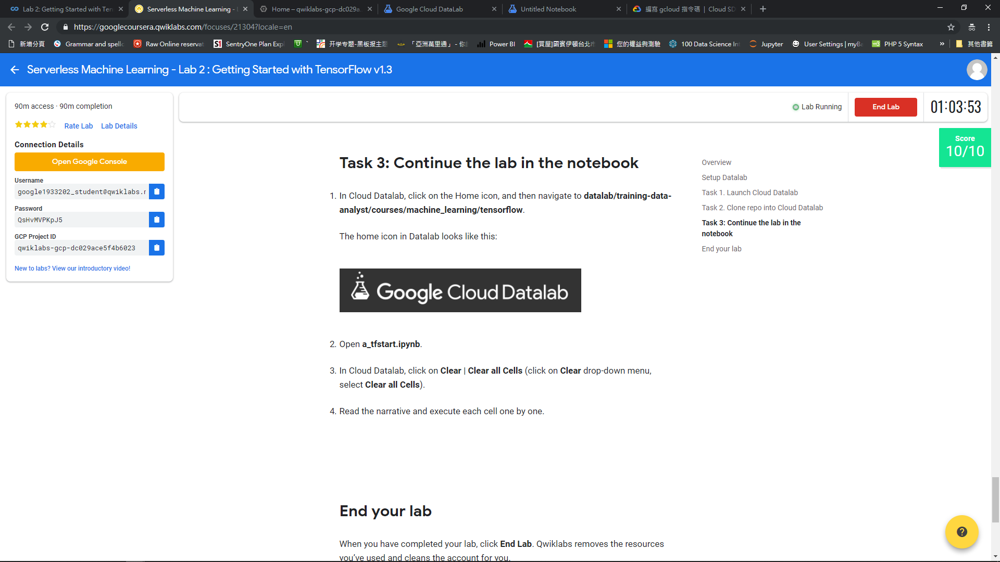 Lab 2: Getting Started with Ten
Serverless Machine Learning - L
Home – qwiklabs-gcp-dc029a
Google Cloud DataLab
Untitled Notebook
編寫 gcloud 指令碼 | Cloud SD
https://googlecoursera.qwiklabs.com/focuses/21304?locale=en
新增分頁
Grammar and spelli
Raw Online reservat
S1 SentryOne Plan Expl
U `
开学专题-黑板报主题
「亞洲萬里通」 - 你的
Power BI
[買屋]國賓伊頓台北市
您的權益與測驗
100 Data Science Int
Jupyter
User Settings | myBa
w3 PHP 5 Syntax
»
其他書籤
Serverless Machine Learning - Lab 2 : Getting Started with TensorFlow v1.3
90m access · 90m completion
Rate Lab
Lab Details
Connection Details
Open Google Console
Username
google1933202_student@qwiklabs.n
Password
QsHvMVPKpJ5
GCP Project ID
qwiklabs-gcp-dc029ace5f4b6023
New to labs? View our introductory video!
Lab Running
End Lab
01:03:53
Score
10/10
Task 3: Continue the lab in the notebook
1. In Cloud Datalab, click on the Home icon, and then navigate to datalab/training-data-
analyst/courses/machine_learning/tensorflow.
The home icon in Datalab looks like this:
Google Cloud Datalab
2. Open a_tfstart.ipynb.
3. In Cloud Datalab, click on Clear | Clear all Cells (click on Clear drop-down menu,
select Clear all Cells).
4. Read the narrative and execute each cell one by one.
End your lab
When you have completed your lab, click End Lab. Qwiklabs removes the resources
you've used and cleans the account for you.
Overview
Setup Datalab
Task 1. Launch Cloud Datalab
Task 2. Clone repo into Cloud Datalab
Task 3: Continue the lab in the
notebook
End your lab
?